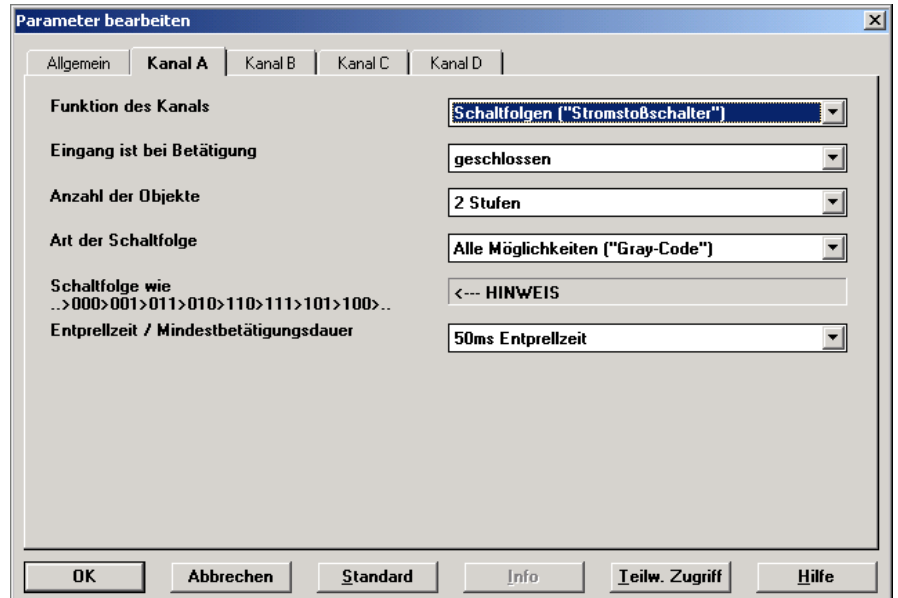 Parameter bearbeiten
Allgemein Kanal A Kanal B Kanal C Kanal D
Funktion des Kanals Schaltfolgen ("Stromstoßschalter")
Eingang ist bei Betätigung geschlossen
Anzahl der Objekte 2 Stufen
Art der Schaltfolge Alle Möglichkeiten ("Gray-Code")
Schaltfolge wie
..>000>001>011>010>110>111>101>100>.. <--- HINWEIS
Entprellzeit / Mindestbetätigungsdauer 50ms Entprellzeit
OK Abbrechen Standard Info Teilw. Zugriff Hilfe